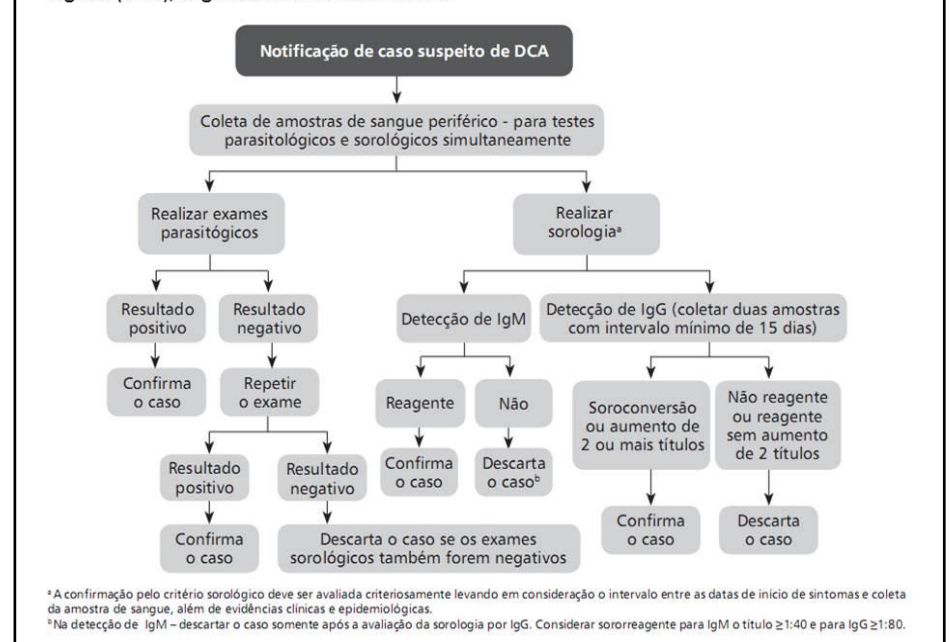 Notificação de caso suspeito de DCA
Coleta de amostras de sangue periférico - para testes
parasitológicos e sorológicos simultaneamente
Realizar exames
parasitógicos
Realizar
sorologiaª
Resultado
positivo
Resultado
negativo
Detecção de IgM
Detecção de IgG (coletar duas amostras
com intervalo mínimo de 15 dias)
Confirma
o caso
Repetir
o exame
Reagente
Não
Soroconversão
ou aumento de
2 ou mais títulos
Não reagente
ou reagente
sem aumento
de 2 títulos
Resultado
positivo
Resultado
negativo
Confirma
o caso
Descarta
o casoᵇ
Confirma
o caso
Descarta o caso se os exames
sorológicos também forem negativos
Confirma
o caso
Descarta
o caso
ª A confirmação pelo critério sorológico deve ser avaliada criteriosamente levando em consideração o intervalo entre as datas de início de sintomas e coleta
da amostra de sangue, além de evidências clínicas e epidemiológicas.
ᵇ Na detecção de IgM – descartar o caso somente após a avaliação da sorologia por IgG. Considerar sororreagente para IgM o título ≥1:40 e para IgG ≥1:80.